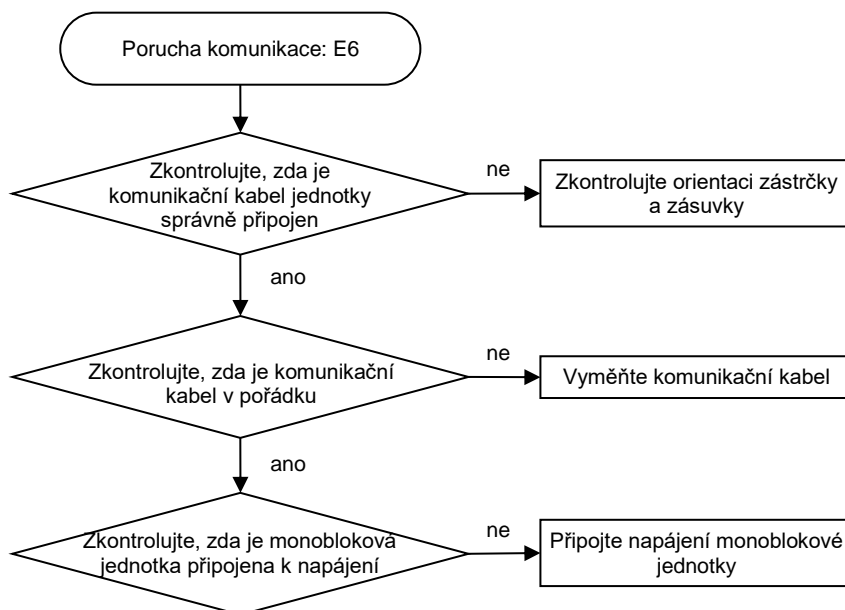 Porucha komunikace: E6
Zkontrolujte, zda je
komunikační kabel jednotky
správně připojen
ne
Zkontrolujte orientaci zástrčky
a zásuvky
ano
Zkontrolujte, zda je komunikační
kabel v pořádku
ne
Vyměňte komunikační kabel
ano
Zkontrolujte, zda je monobloková
jednotka připojena k napájení
ne
Připojte napájení monoblokové
jednotky